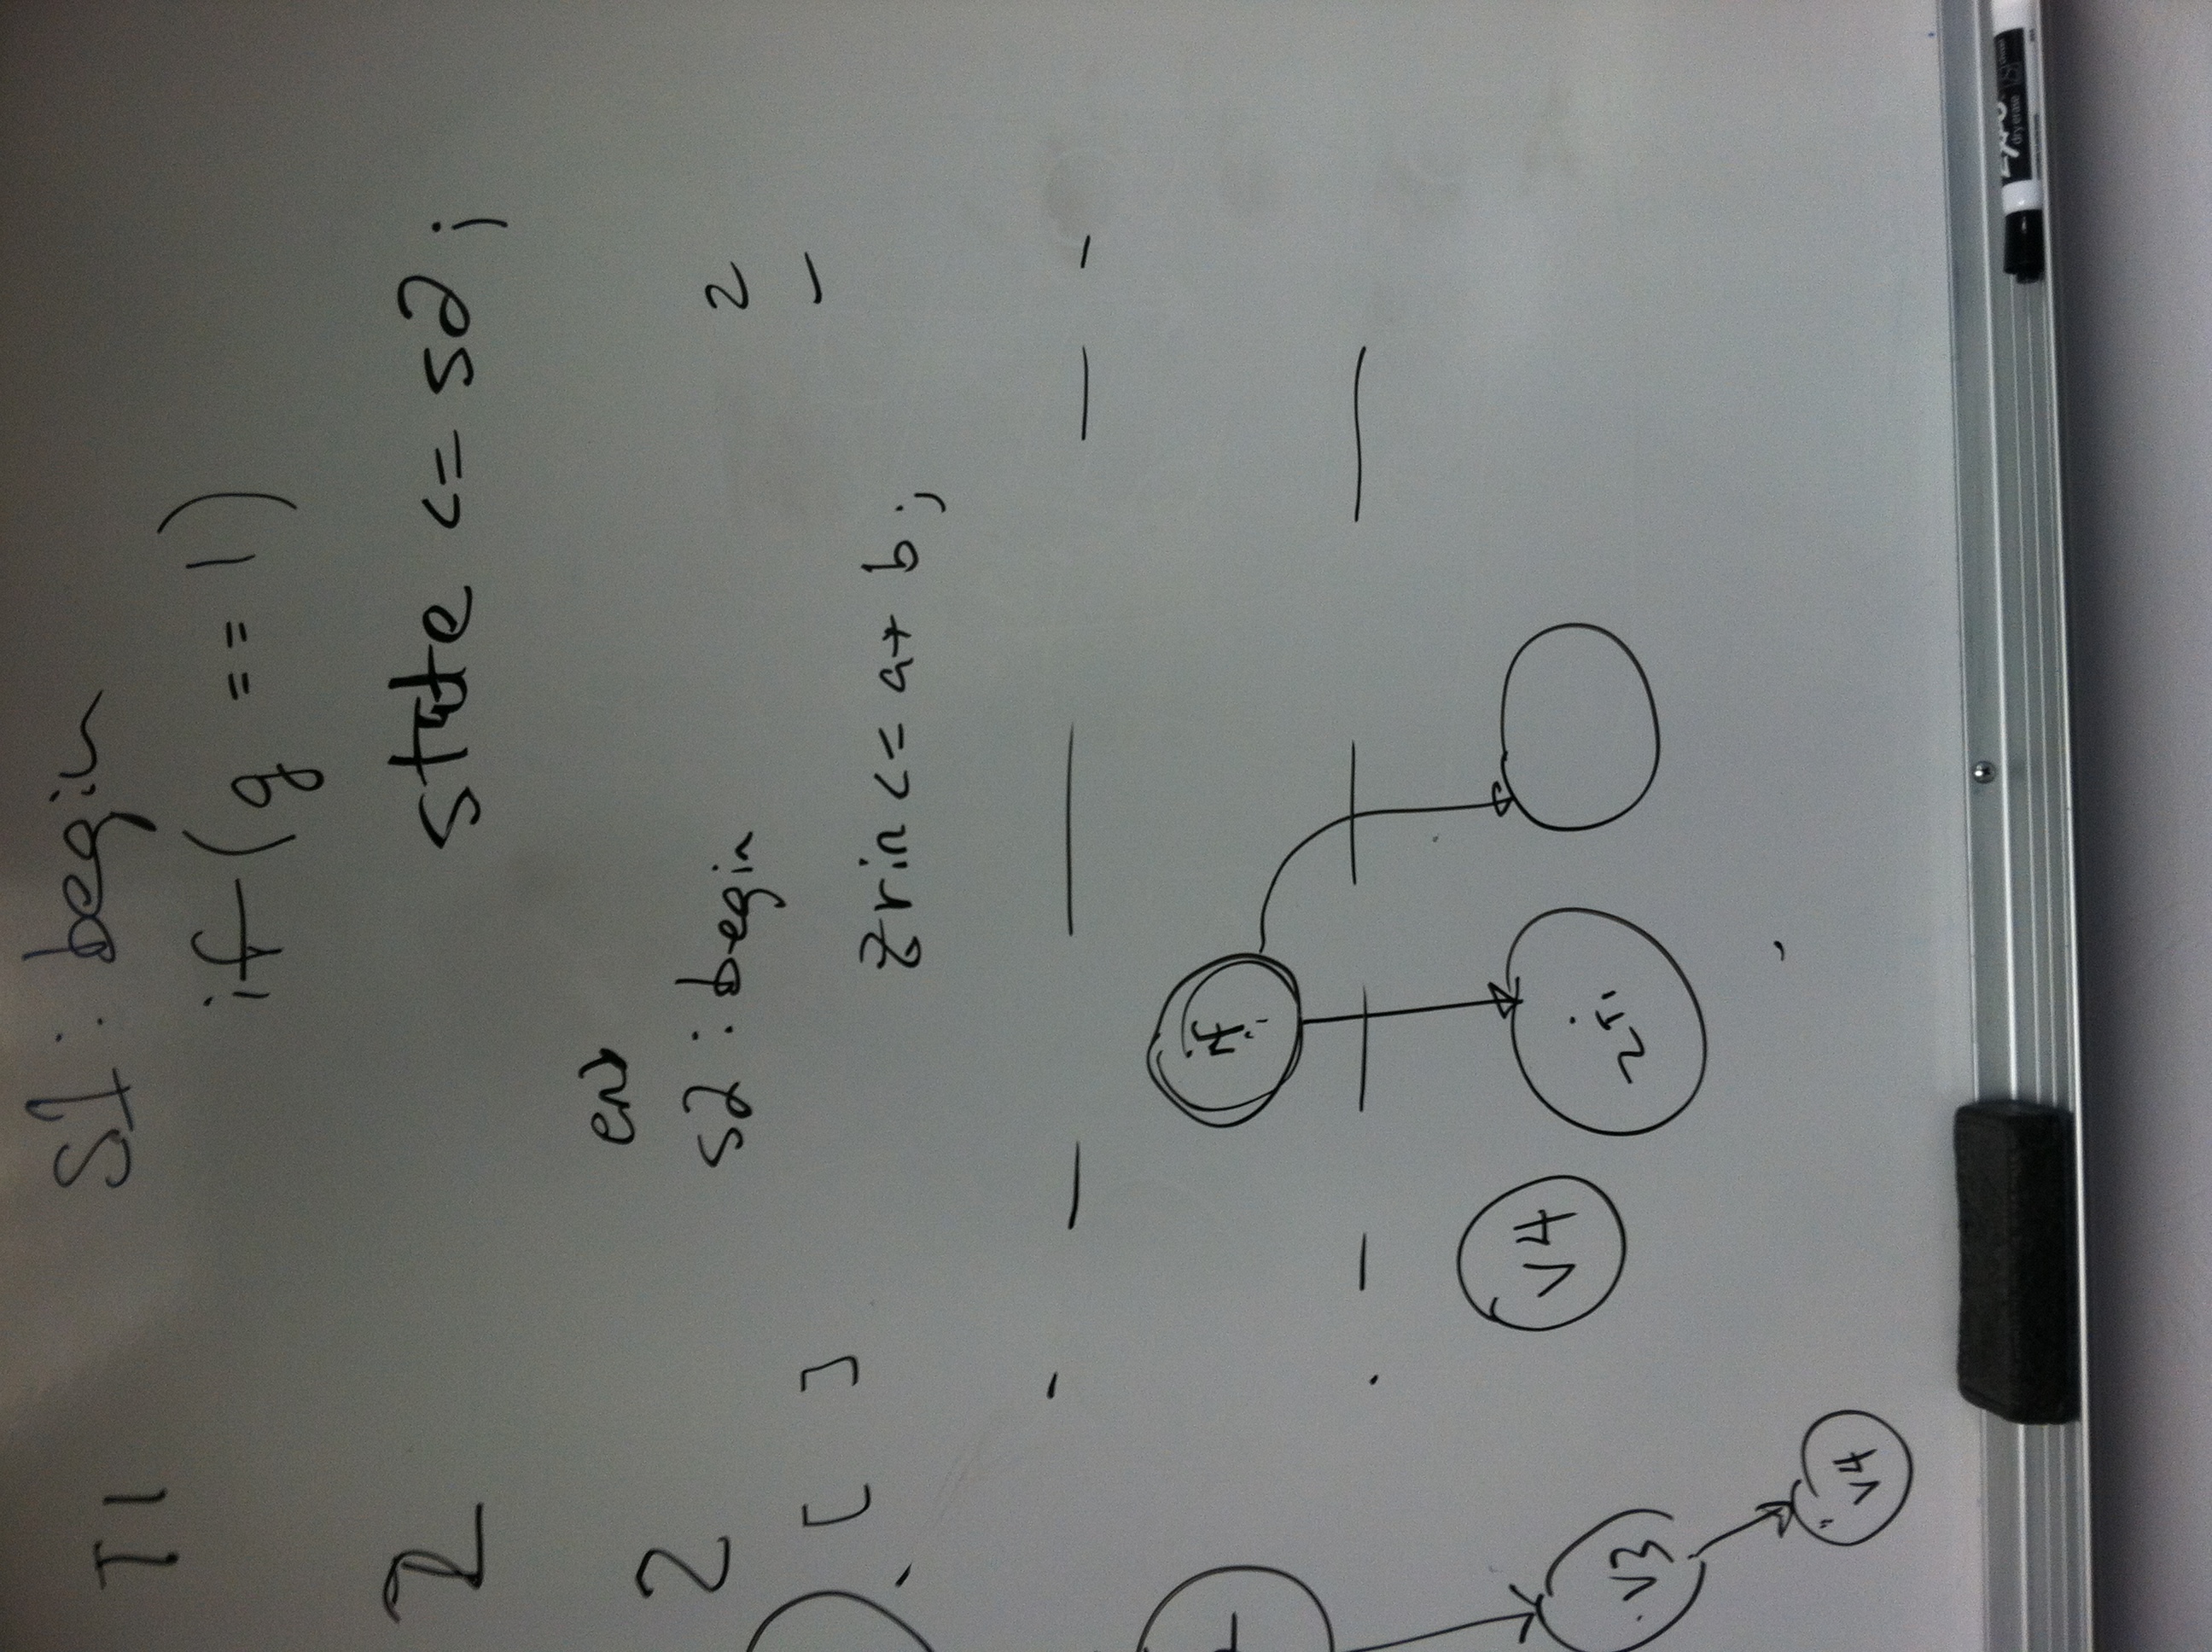 T1
S1 : begin
if (g == 1)
2
state <= s2 ;
end
2
s2 : begin
2
[ ]
zrin <= a + b ;
if
v4
v3
v4
EXPO
dry erase